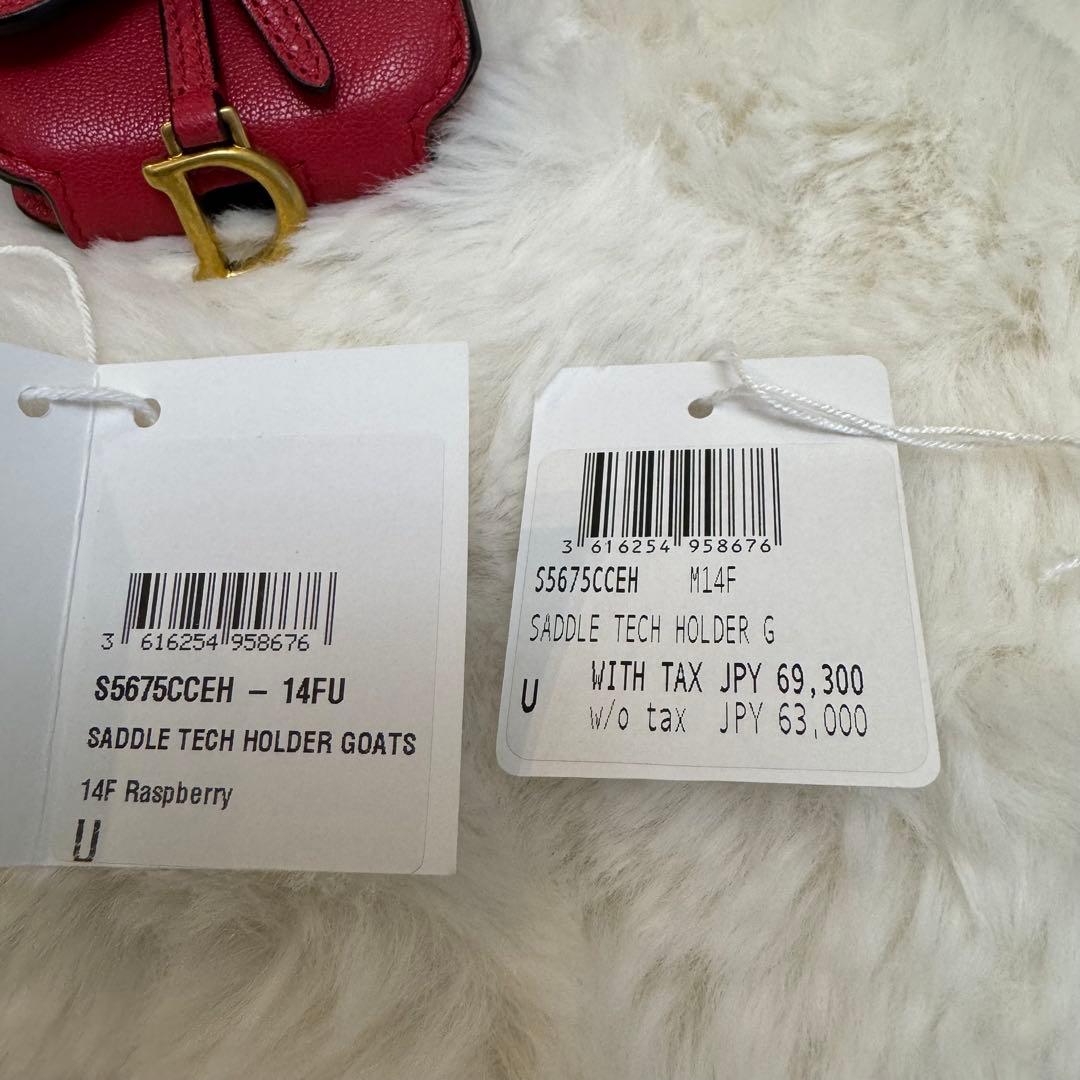 D
3 616254 958676
S5675CCEH – 14FU
SADDLE TECH HOLDER GOATS
14F Raspberry
U
3 616254 958676
S5675CCEH M14F
SADDLE TECH HOLDER G
WITH TAX JPY 69,300
U w/o tax JPY 63,000